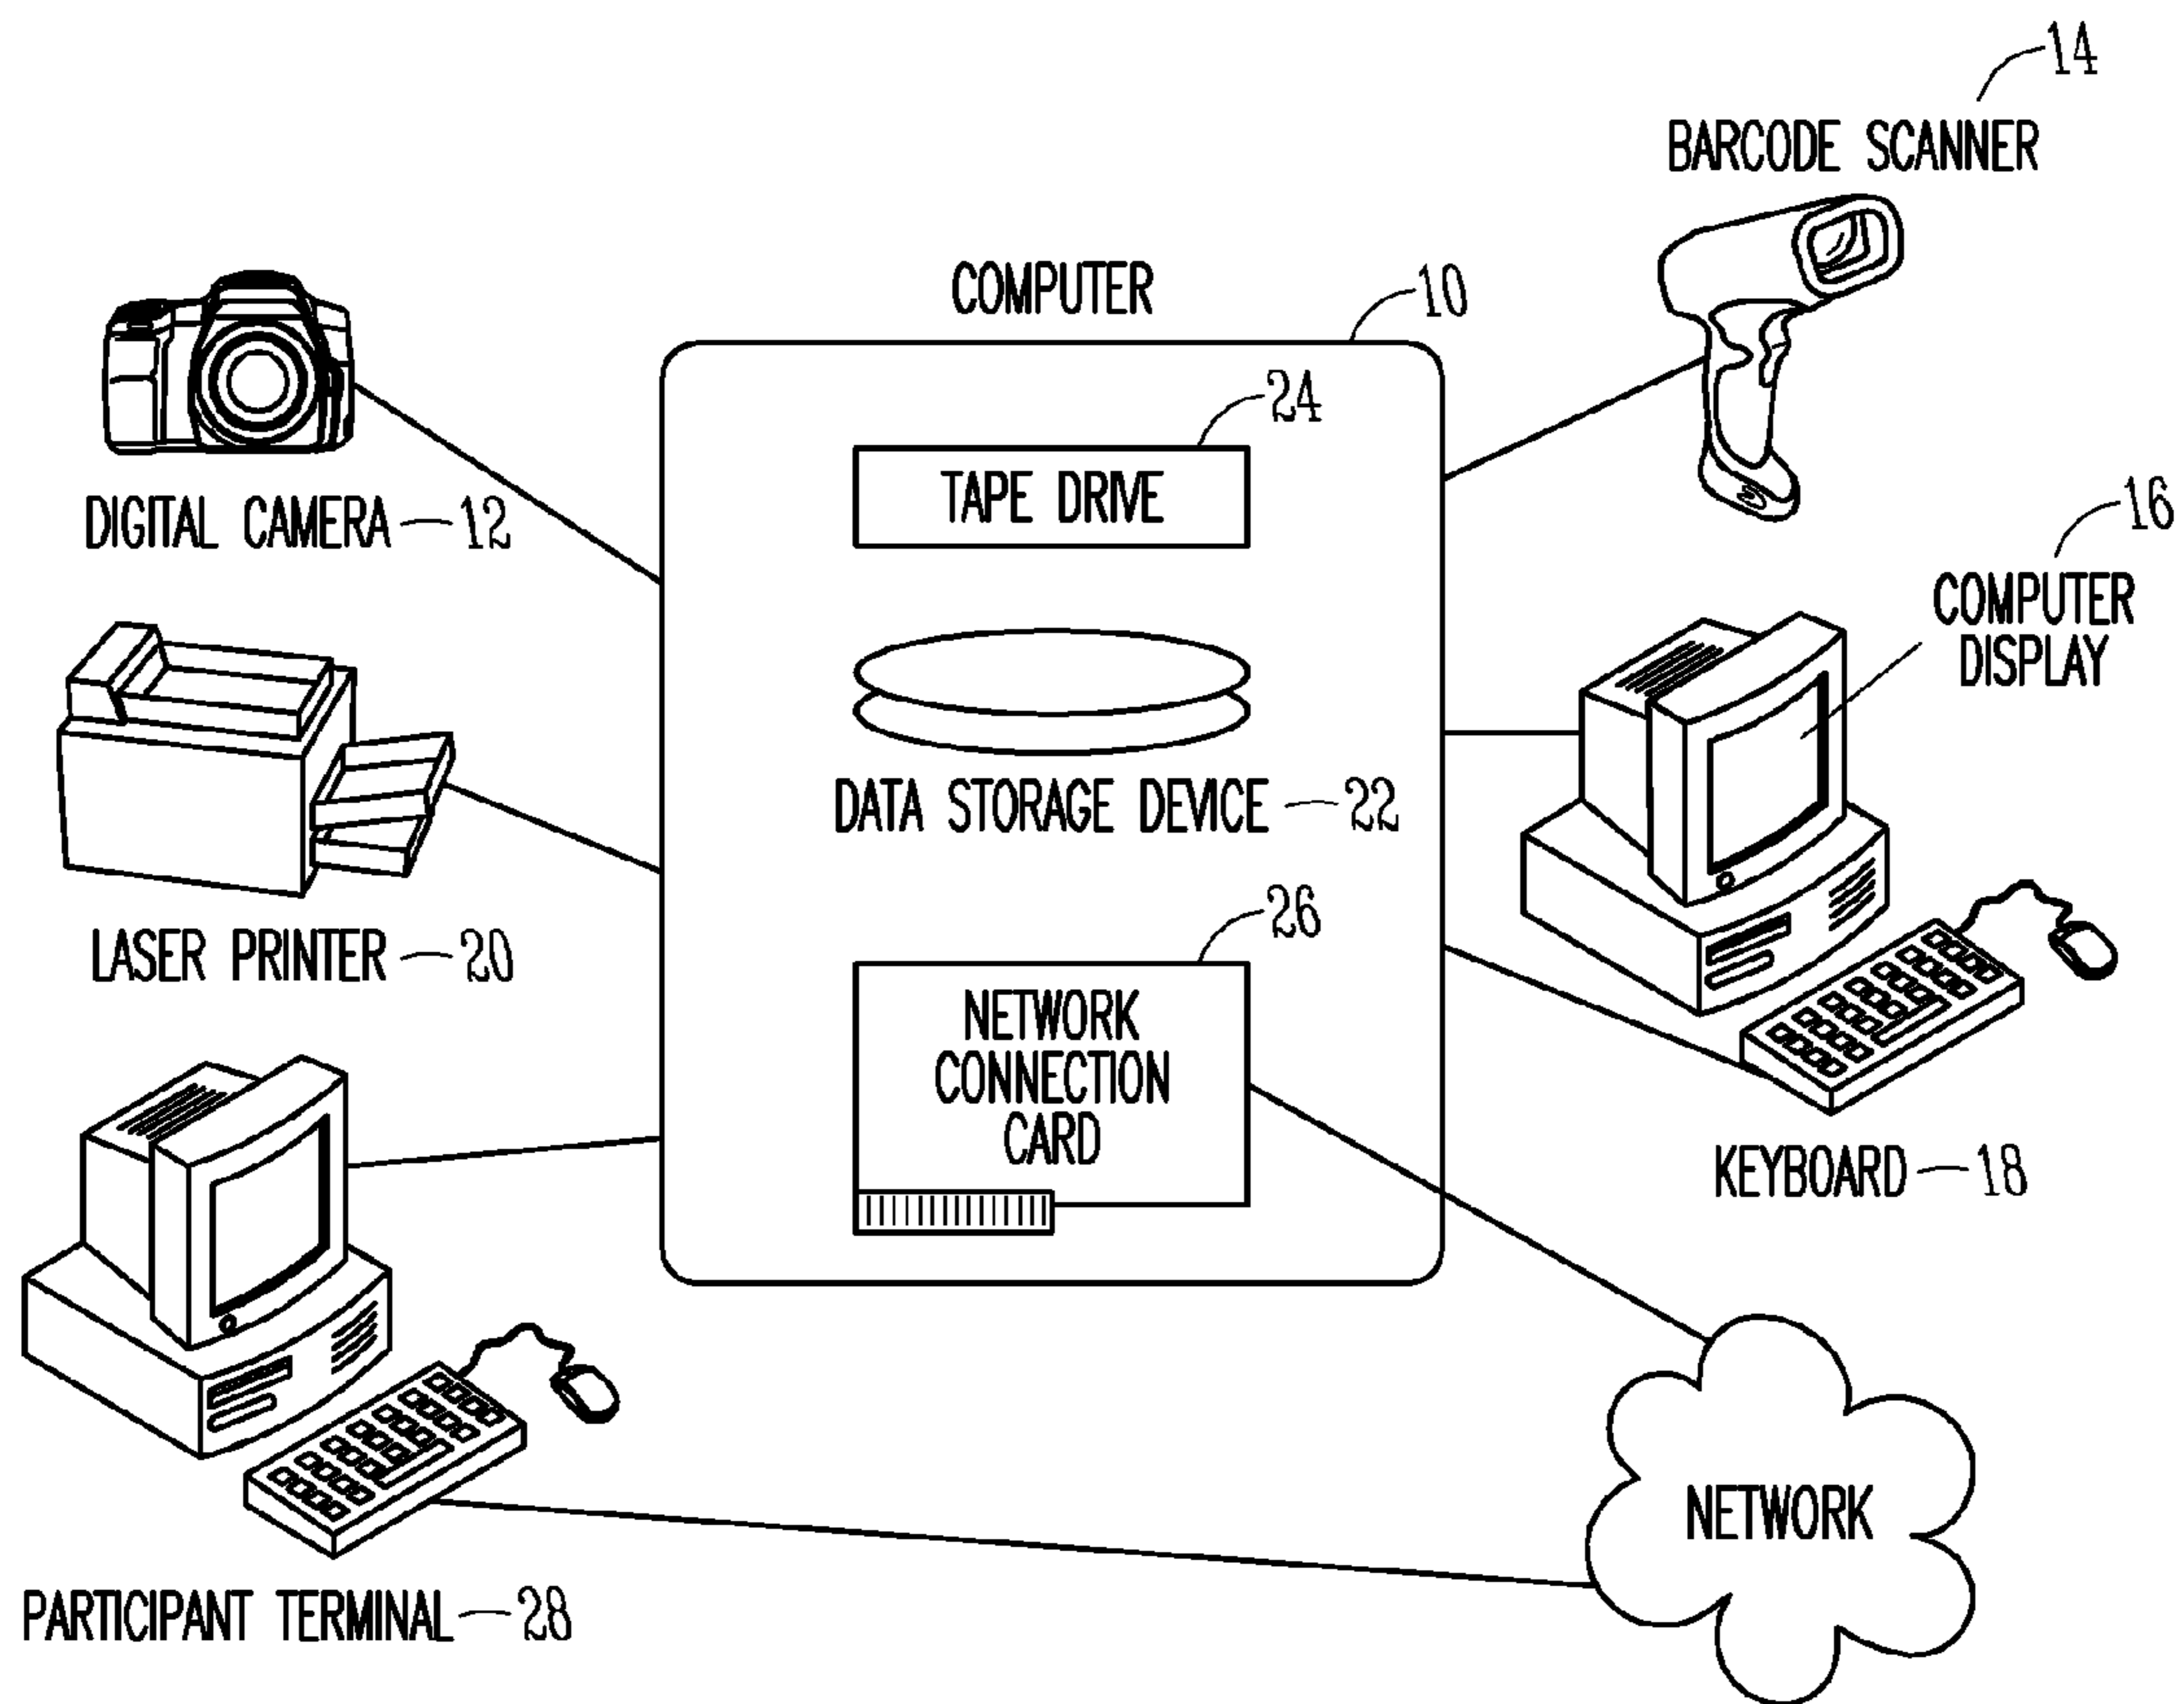 14
BARCODE SCANNER
COMPUTER
10
24
TAPE DRIVE
DIGITAL CAMERA 12
16
COMPUTER
DISPLAY
DATA STORAGE DEVICE 22
LASER PRINTER 20
26
NETWORK
CONNECTION
CARD
KEYBOARD 18
NETWORK
PARTICIPANT TERMINAL 28